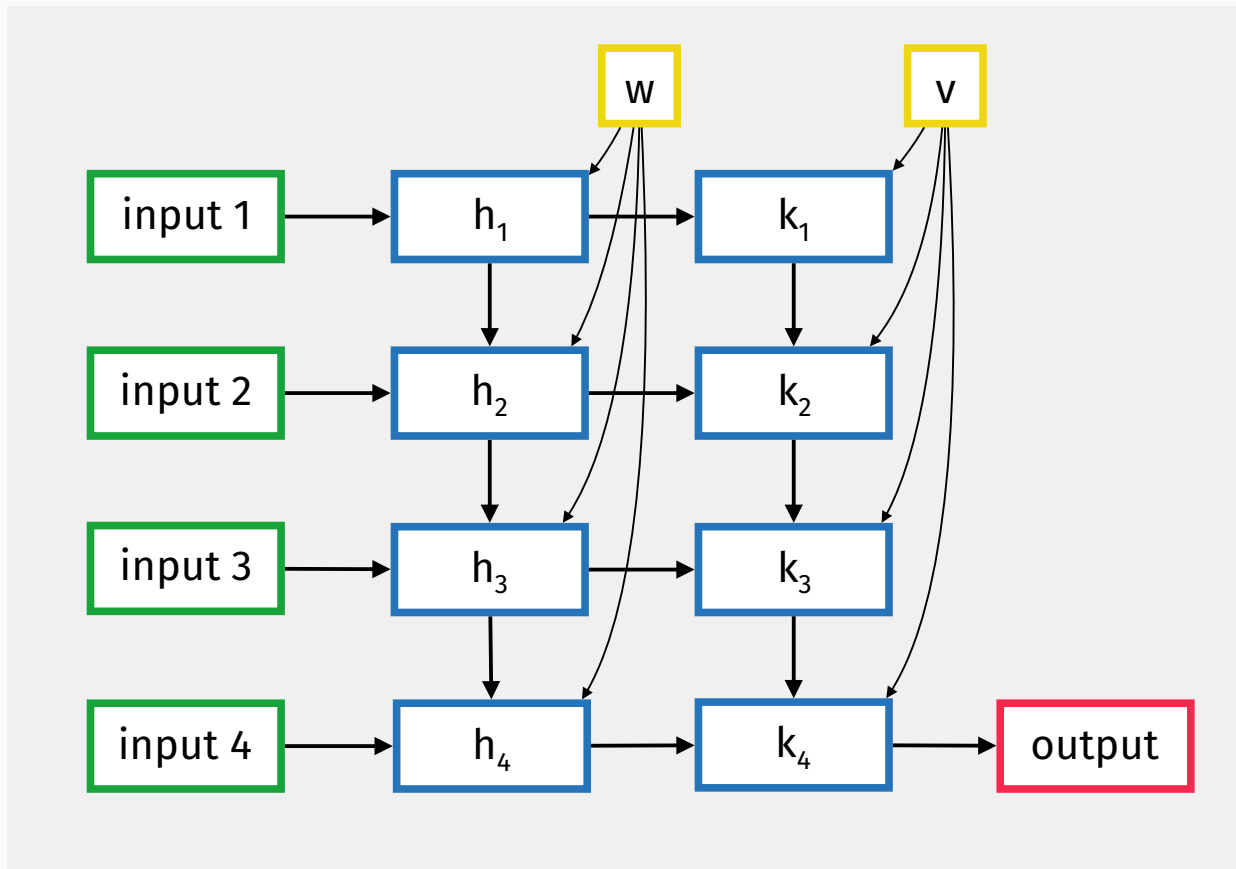 w
v
input 1
h₁
k₁
input 2
h₂
k₂
input 3
h₃
k₃
input 4
h₄
k₄
output